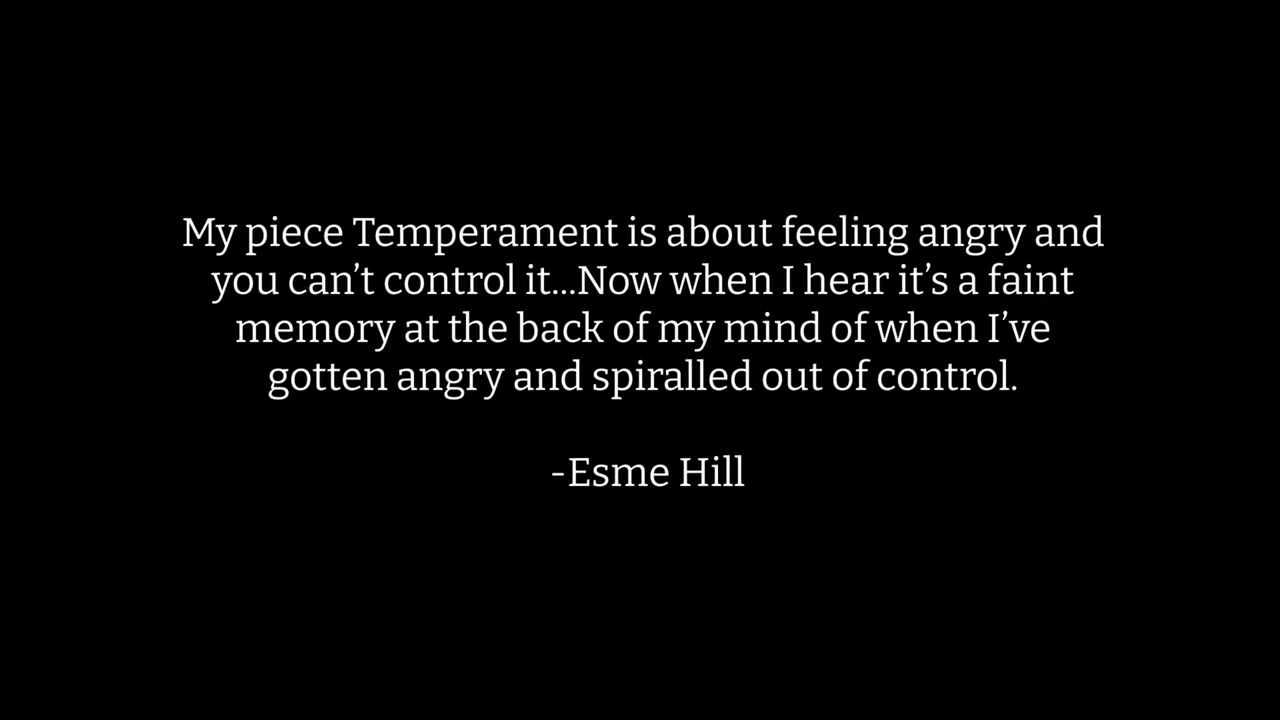 My piece Temperament is about feeling angry and
you can’t control it...Now when I hear it’s a faint
memory at the back of my mind of when I’ve
gotten angry and spiralled out of control.
-Esme Hill